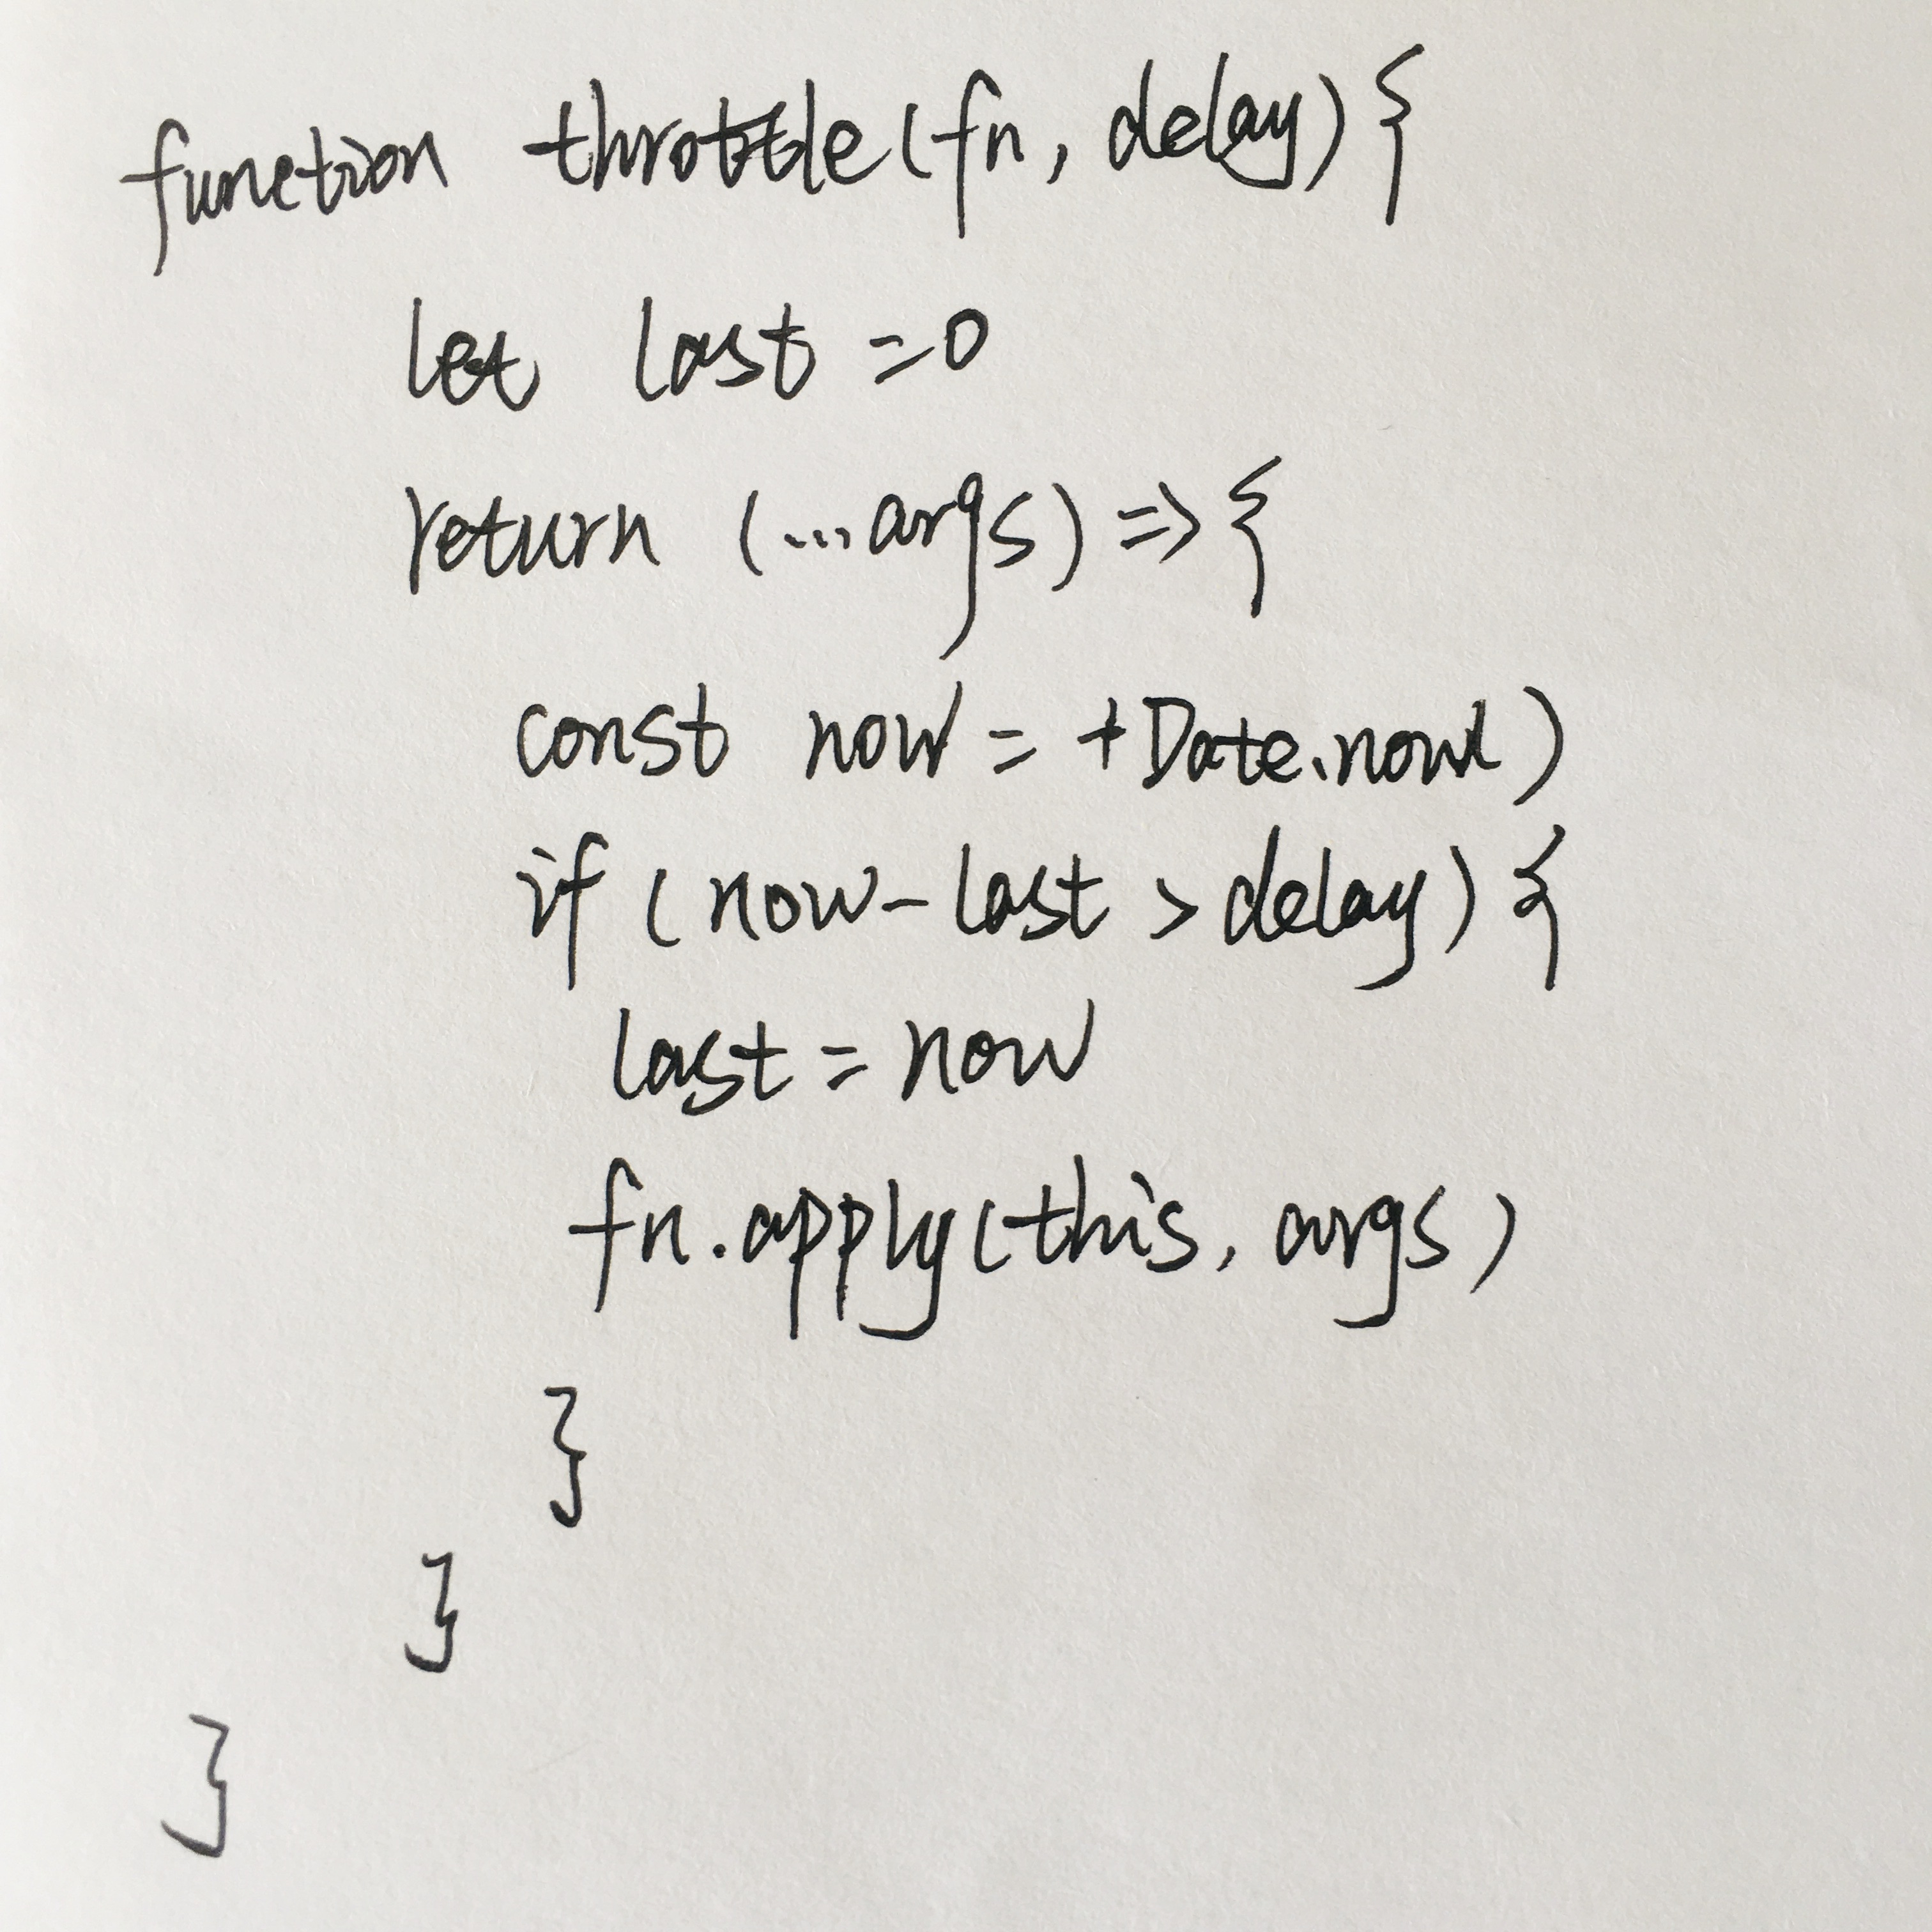 function throttle(fn, delay) {
let last = 0
return (...args) => {
const now = +Date.now()
if (now - last > delay) {
last = now
fn.apply(this, args)
}
}
}